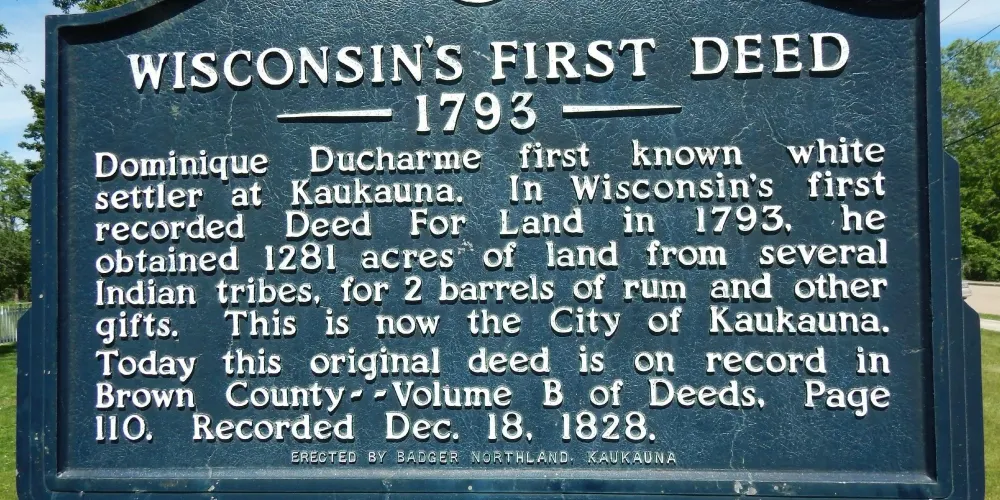 WISCONSIN'S FIRST DEED
1793
Dominique Ducharme first known white
settler at Kaukauna. In Wisconsin's first
recorded Deed For Land in 1793, he
obtained 1281 acres of land from several
Indian tribes, for 2 barrels of rum and other
gifts. This is now the City of Kaukauna.
Today this original deed is on record in
Brown County--Volume B of Deeds, Page
110. Recorded Dec. 18, 1828.
ERECTED BY BADGER NORTHLAND, KAUKAUNA